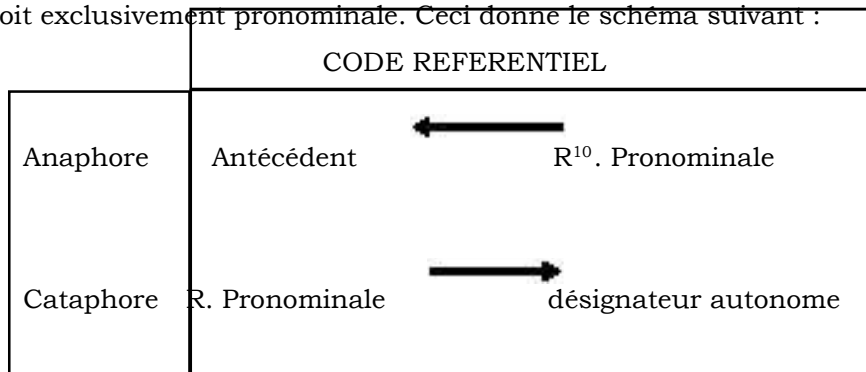 oit exclusivement pronominale. Ceci donne le schéma suivant :
CODE REFERENTIEL
Anaphore Antécédent R¹⁰. Pronominale
Cataphore R. Pronominale désignateur autonome